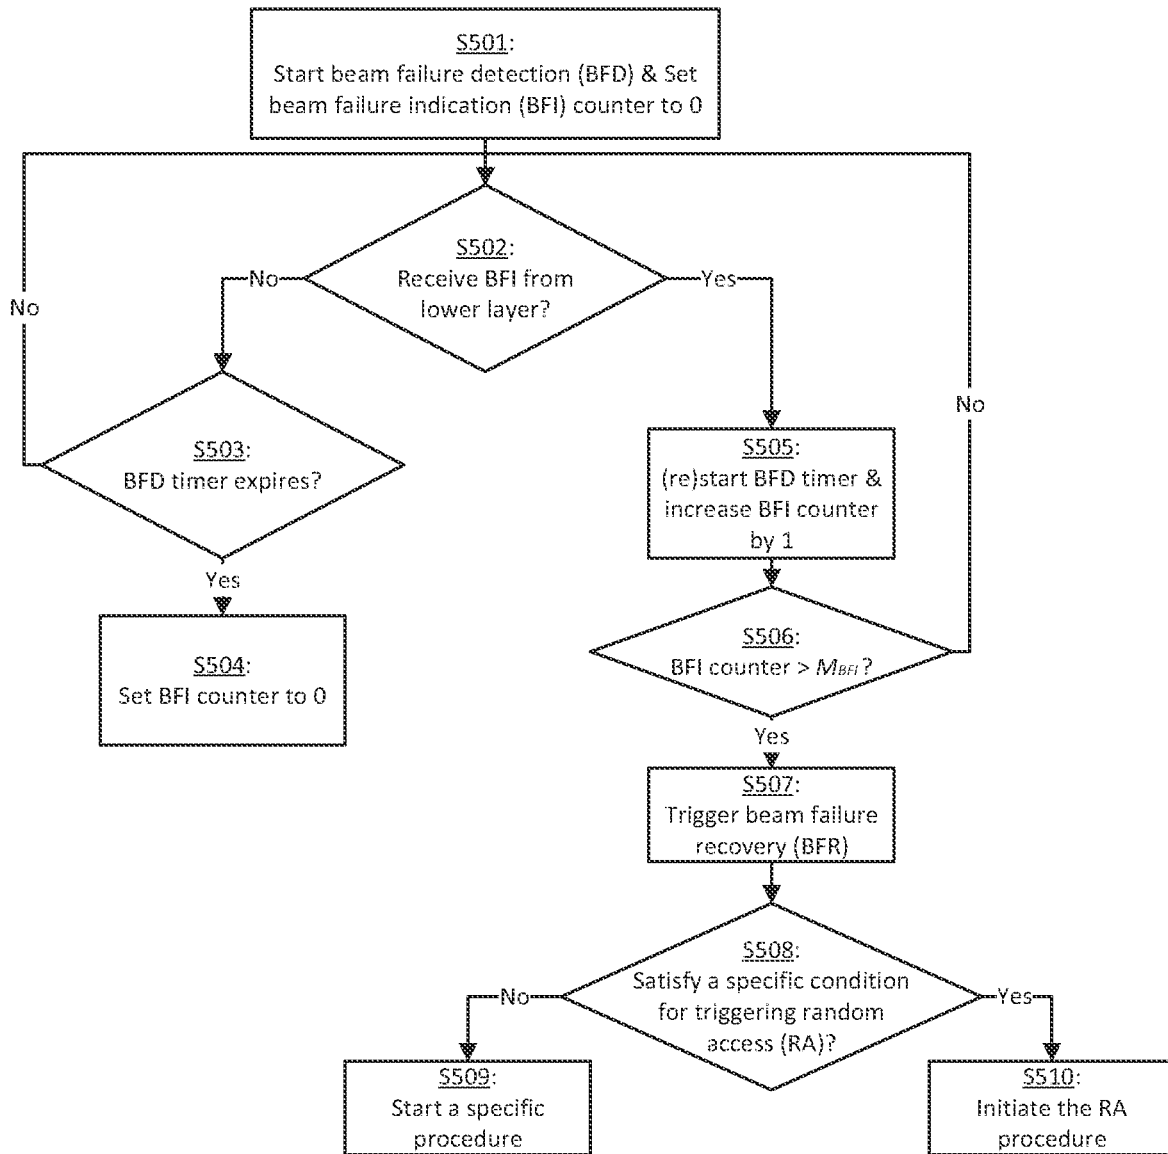 S501:
Start beam failure detection (BFD) & Set
beam failure indication (BFI) counter to 0
S502:
Receive BFI from
lower layer?
No
Yes
No
No
S503:
BFD timer expires?
S505:
(re)start BFD timer &
increase BFI counter
by 1
Yes
S504:
Set BFI counter to 0
S506:
BFI counter > MBFI?
Yes
S507:
Trigger beam failure
recovery (BFR)
S508:
Satisfy a specific condition
for triggering random
access (RA)?
No
Yes
S509:
Start a specific
procedure
S510:
Initiate the RA
procedure